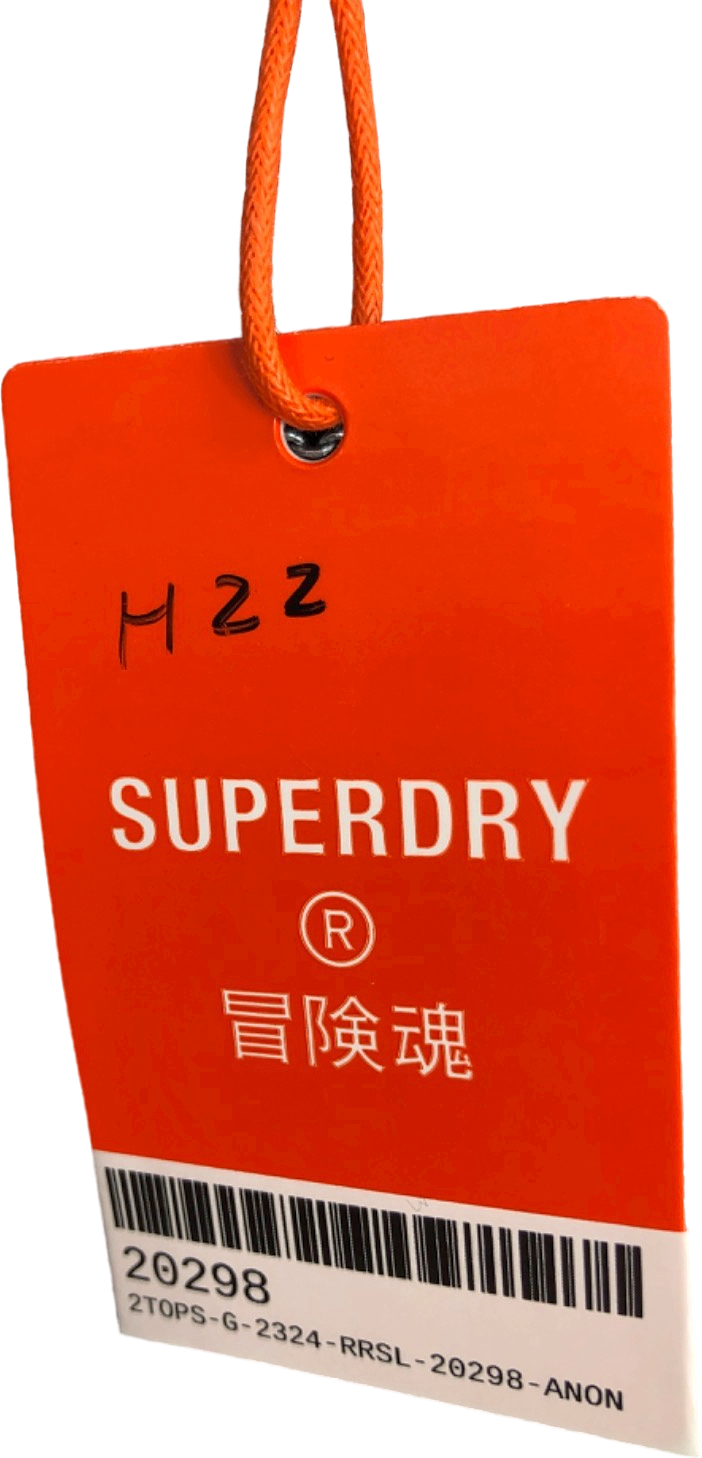 H22
SUPERDRY
®
冒険魂
20298
2TOPS-G-2324-RRSL-20298-ANON